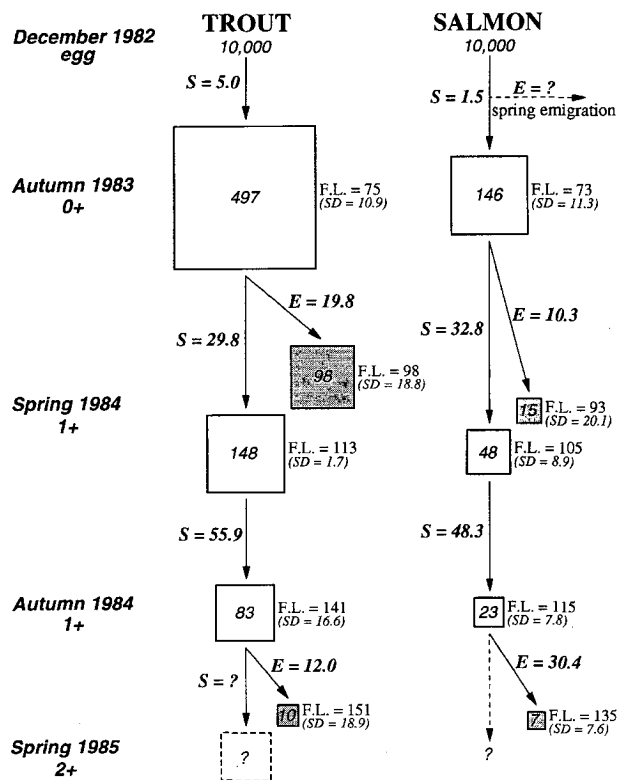 TROUT
SALMON
December 1982
egg
10,000
10,000
S = 5.0
S = 1.5
E = ?
spring emigration
Autumn 1983
0+
497
F.L. = 75
(SD = 10.9)
146
F.L. = 73
(SD = 11.3)
E = 19.8
E = 10.3
S = 29.8
S = 32.8
98
F.L. = 98
(SD = 18.8)
15
F.L. = 93
(SD = 20.1)
Spring 1984
1+
148
F.L. = 113
(SD = 1.7)
48
F.L. = 105
(SD = 8.9)
S = 55.9
S = 48.3
Autumn 1984
1+
83
F.L. = 141
(SD = 16.6)
23
F.L. = 115
(SD = 7.8)
S = ?
E = 12.0
E = 30.4
10
F.L. = 151
(SD = 18.9)
7
F.L. = 135
(SD = 7.6)
Spring 1985
2+
?
?